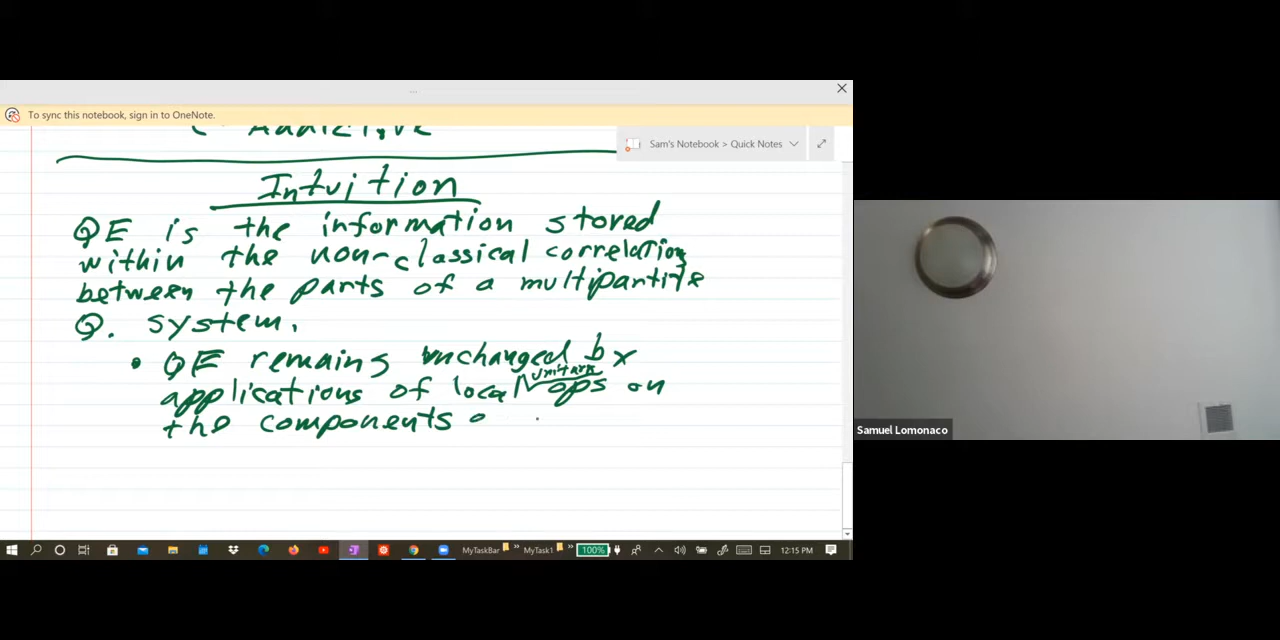 To sync this notebook, sign in to OneNote.
Additive
Sam's Notebook > Quick Notes
Intuition
QE is the information stored
within the non-classical correlations
between the parts of a multipartite
Q. system.
• QE remains unchanged by
applications of local unitary ops on
the components o
Samuel Lomonaco
MyTaskBar
MyTask1
100%
12:15 PM